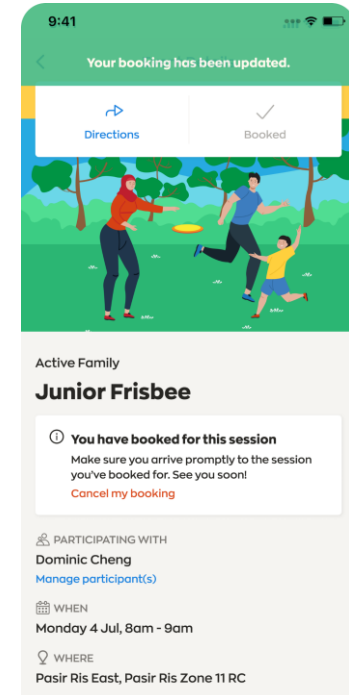 9:41
Your booking has been updated.
Directions
Booked
Active Family
Junior Frisbee
You have booked for this session
Make sure you arrive promptly to the session
you've booked for. See you soon!
Cancel my booking
PARTICIPATING WITH
Dominic Cheng
Manage participant(s)
WHEN
Monday 4 Jul, 8am - 9am
WHERE
Pasir Ris East, Pasir Ris Zone 11 RC